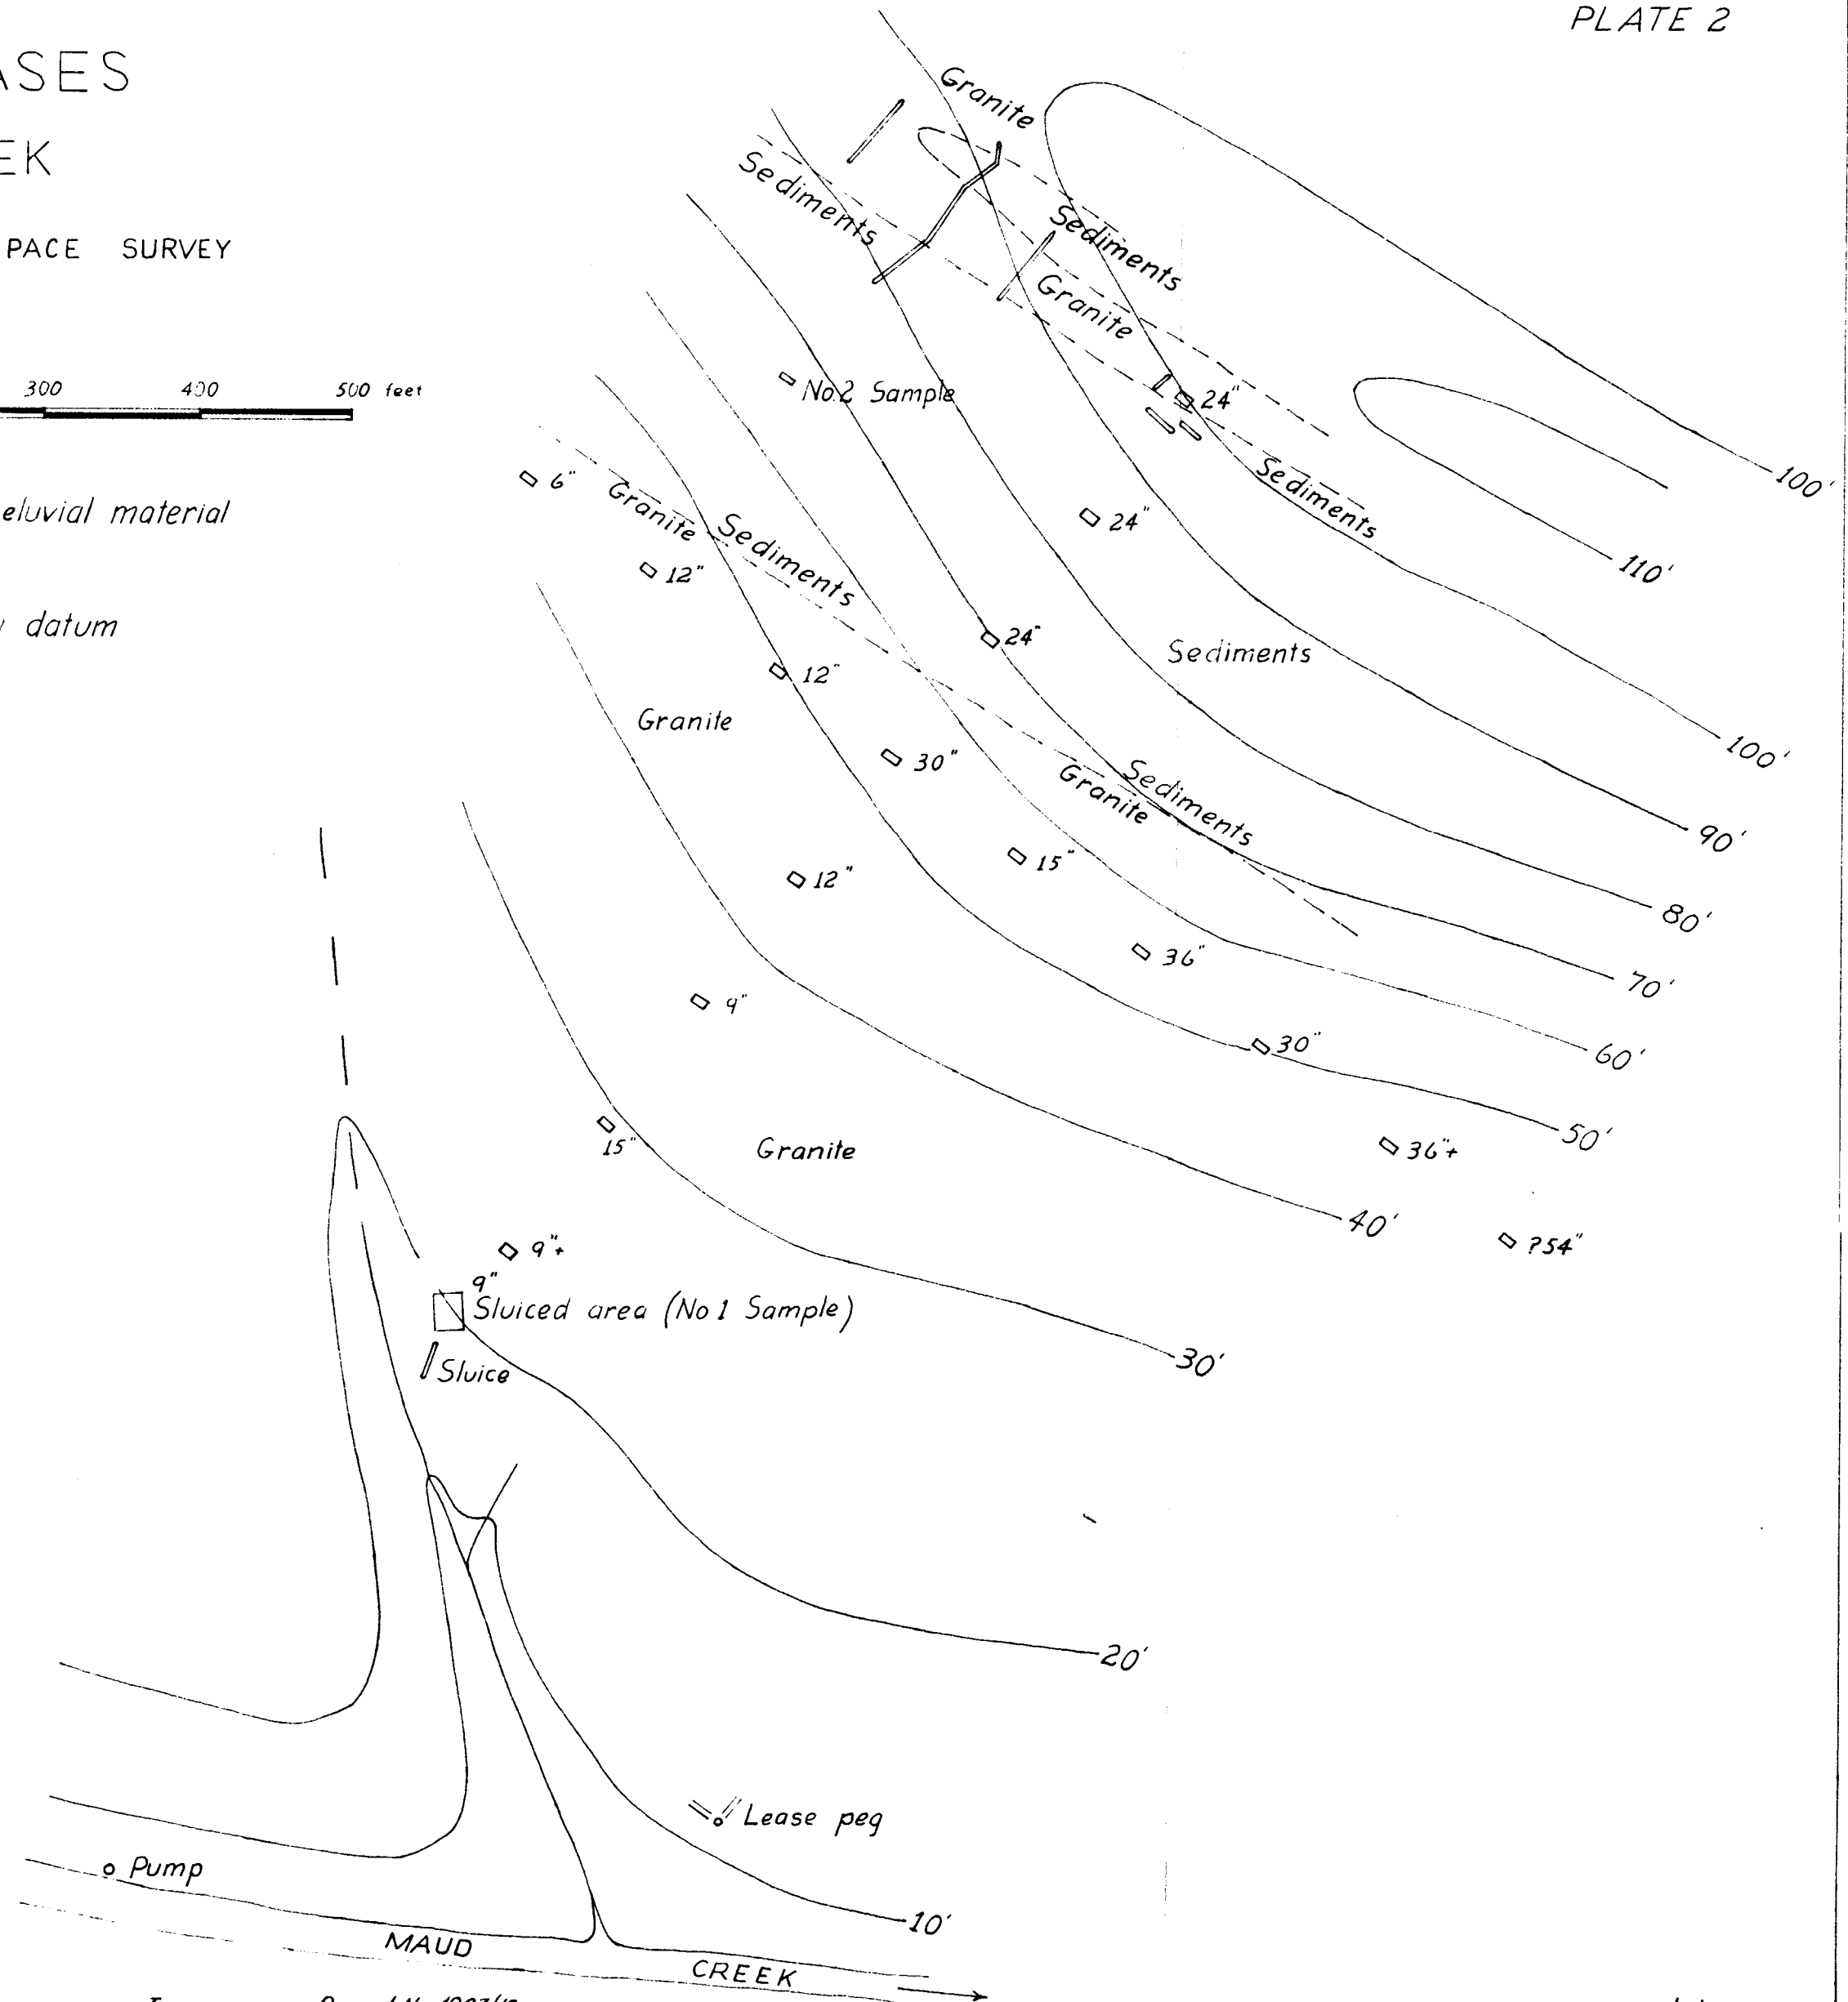 PLATE 2
ASES
EEK
PACE SURVEY
300 400 500 feet
eluvial material
datum
Granite
Sediments
Sediments
Granite
No.2 Sample
24"
Sediments
100'
110'
6"
Granite
Sediments
12"
24"
24"
Sediments
12"
Granite
100'
30"
Granite
Sediments
90'
15"
12"
80'
36"
70'
9"
30"
60'
50'
15"
Granite
36"+
40'
?54"
9"+
9"
Sluiced area (No 1 Sample)
30'
Sluice
20'
Lease peg
Pump
10'
MAUD CREEK